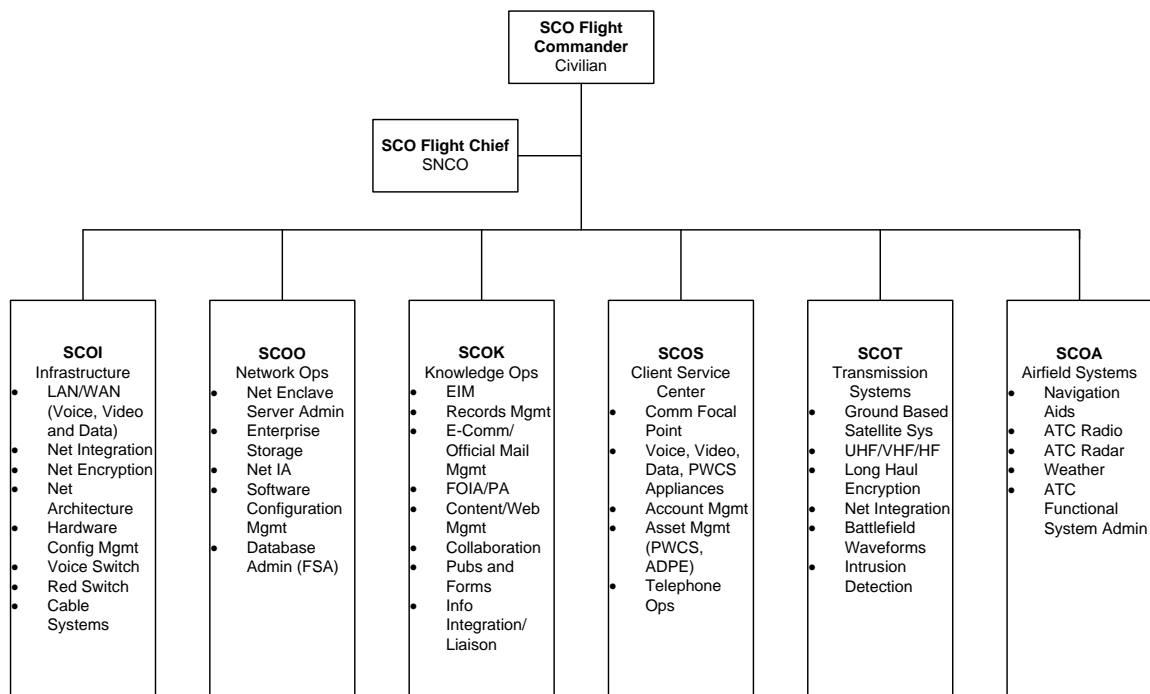 SCO Flight
Commander
Civilian
SCO Flight Chief
SNCO
SCOI
Infrastructure
• LAN/WAN
(Voice, Video
and Data)
• Net Integration
• Net Encryption
• Net
Architecture
• Hardware
Config Mgmt
• Voice Switch
• Red Switch
• Cable
Systems
SCOO
Network Ops
• Net Enclave
Server Admin
• Enterprise
Storage
• Net IA
• Software
Configuration
Mgmt
• Database
Admin (FSA)
SCOK
Knowledge Ops
• EIM
• Records Mgmt
• E-Comm/
Official Mail
Mgmt
• FOIA/PA
• Content/Web
Mgmt
• Collaboration
• Pubs and
Forms
• Info
Integration/
Liaison
SCOS
Client Service
Center
• Comm Focal
Point
• Voice, Video,
Data, PWCS
Appliances
• Account Mgmt
• Asset Mgmt
(PWCS,
ADPE)
• Telephone
Ops
SCOT
Transmission
Systems
• Ground Based
Satellite Sys
• UHF/VHF/HF
• Long Haul
Encryption
• Net Integration
• Battlefield
Waveforms
• Intrusion
Detection
SCOA
Airfield Systems
• Navigation
Aids
• ATC Radio
• ATC Radar
• Weather
• ATC
Functional
System Admin